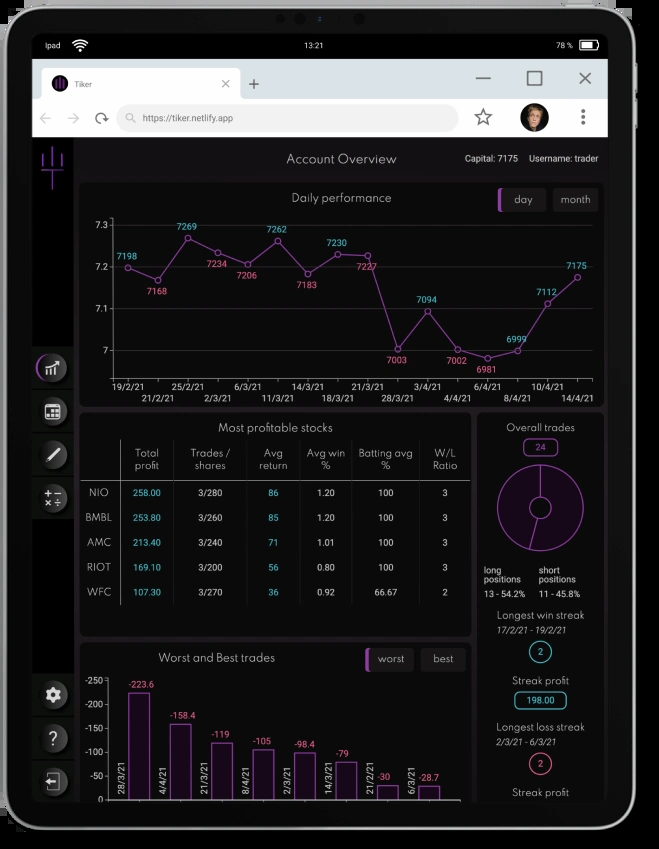 Ipad 13:21 78 %
Tiker
https://tiker.netlify.app
Account Overview Capital: 7175 Username: trader
Daily performance day month
7.3
7.2
7.1
7
7198
7168
7269
7234
7206
7262
7183
7230
7227
7003
7094
7002
6981
6999
7112
7175
19/2/21 25/2/21 6/3/21 14/3/21 21/3/21 3/4/21 6/4/21 10/4/21
21/2/21 2/3/21 11/3/21 18/3/21 28/3/21 4/4/21 8/4/21 14/4/21
Most profitable stocks
Total profit Trades / shares Avg return Avg win % Batting avg % W/L Ratio
NIO 258.00 3/280 86 1.20 100 3
BMBL 253.80 3/260 85 1.20 100 3
AMC 213.40 3/240 71 1.01 100 3
RIOT 169.10 3/200 56 0.80 100 3
WFC 107.30 3/270 36 0.92 66.67 2
Overall trades
24
long positions short positions
13 - 54.2% 11 - 45.8%
Longest win streak
17/2/21 - 19/2/21
2
Streak profit
198.00
Longest loss streak
2/3/21 - 6/3/21
2
Streak profit
Worst and Best trades worst best
-250
-200
-150
-100
-50
0
-223.6
-158.4
-119
-105
-98.4
-79
-30
-28.7
28/3/21
4/4/21
21/3/21
8/4/21
2/3/21
14/3/21
21/2/21
6/3/21